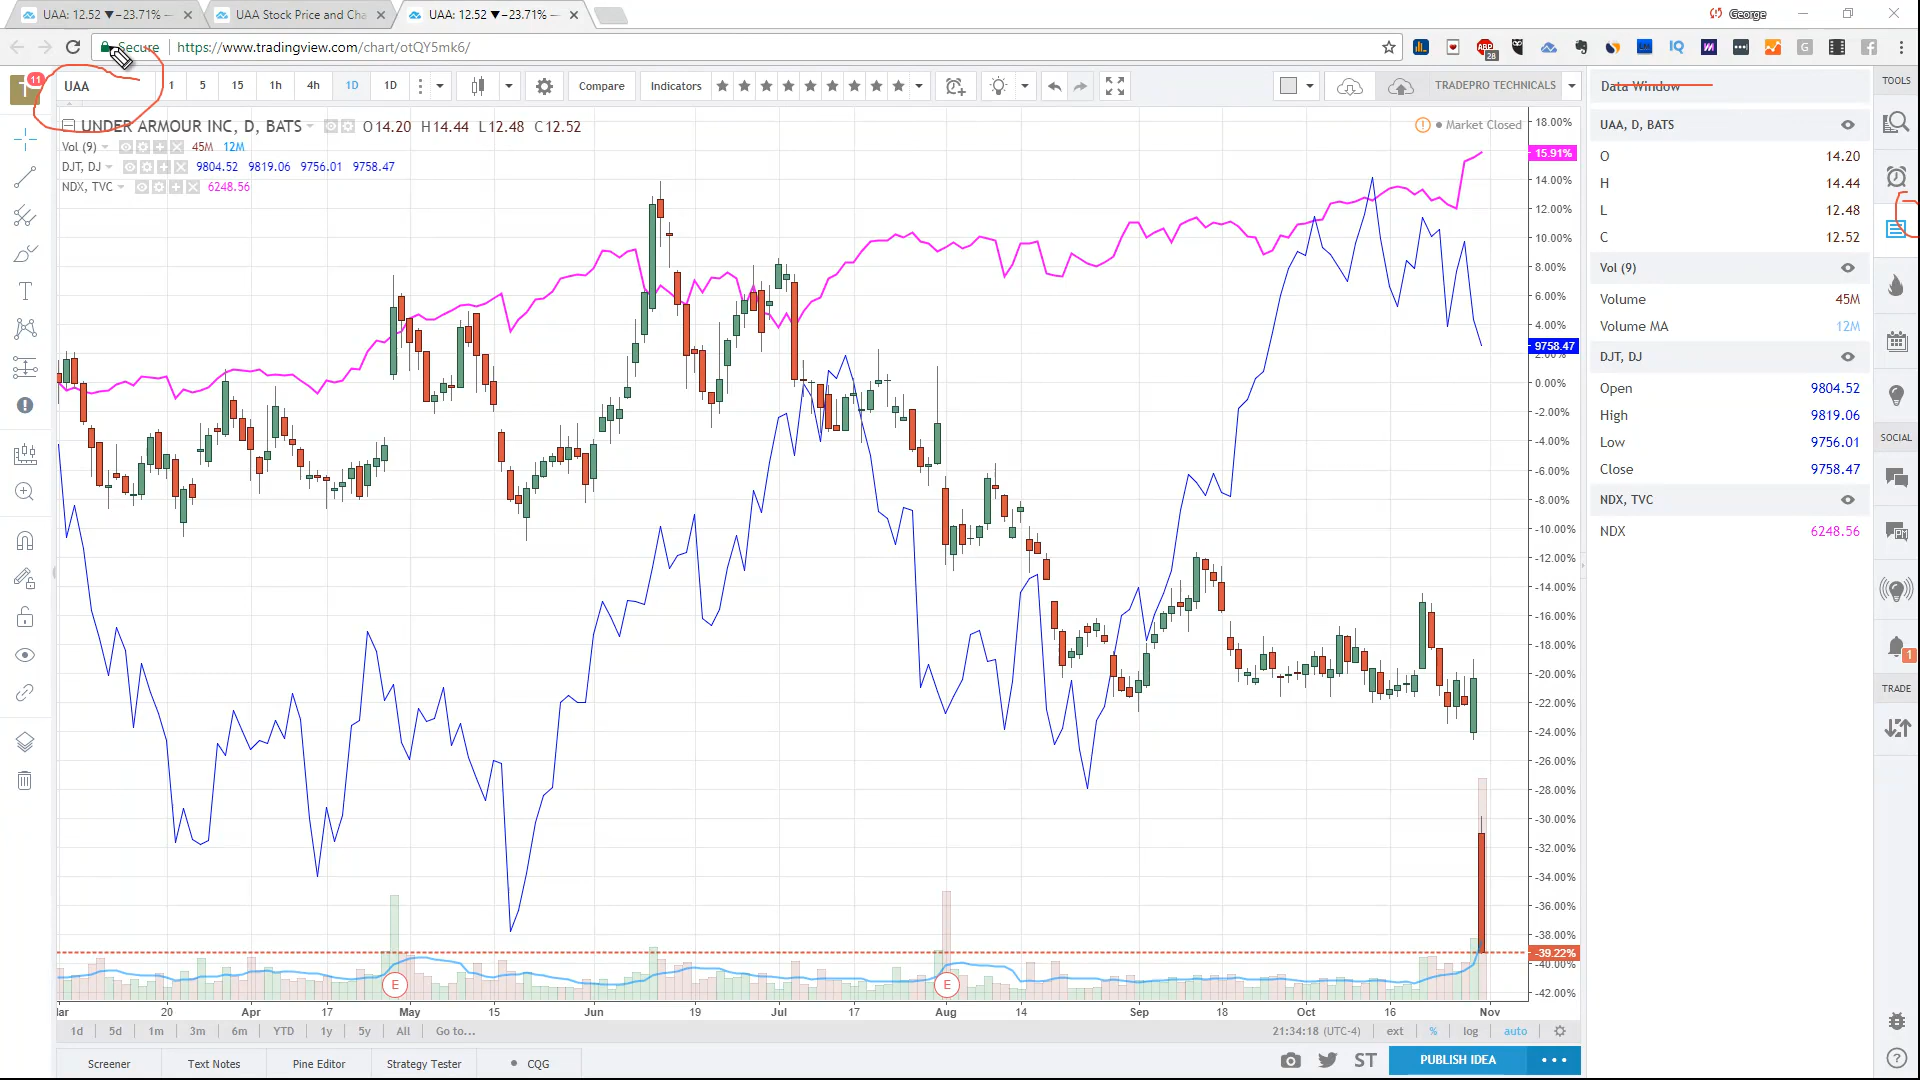 UAA: 12.52 ▼−23.71% —
UAA Stock Price and Cha
UAA: 12.52 ▼−23.71% —
George
Secure
https://www.tradingview.com/chart/otQY5mk6/
ABP
28
IQ
G
11
T
UAA
1
5
15
1h
4h
1D
1D
Compare
Indicators
TRADEPRO TECHNICALS
UNDER ARMOUR INC, D, BATS
O14.20 H14.44 L12.48 C12.52
Vol (9)
45M 12M
DJT, DJ
9804.52 9819.06 9756.01 9758.47
NDX, TVC
6248.56
Market Closed
18.00%
15.91%
14.00%
12.00%
10.00%
8.00%
6.00%
4.00%
9758.47
2.00%
0.00%
-2.00%
-4.00%
-6.00%
-8.00%
-10.00%
-12.00%
-14.00%
-16.00%
-18.00%
-20.00%
-22.00%
-24.00%
-26.00%
-28.00%
-30.00%
-32.00%
-34.00%
-36.00%
-38.00%
-39.22%
-40.00%
-42.00%
E
E
ar 20 Apr 17 May 15 Jun 19 Jul 17 Aug 14 Sep 18 Oct 16 Nov
1d 5d 1m 3m 6m YTD 1y 5y All Go to...
21:34:18 (UTC-4) ext % log auto
Screener
Text Notes
Pine Editor
Strategy Tester
CQG
ST
PUBLISH IDEA
Data Window
UAA, D, BATS
O 14.20
H 14.44
L 12.48
C 12.52
Vol (9)
Volume 45M
Volume MA 12M
DJT, DJ
Open 9804.52
High 9819.06
Low 9756.01
Close 9758.47
NDX, TVC
NDX 6248.56
TOOLS
SOCIAL
1
TRADE